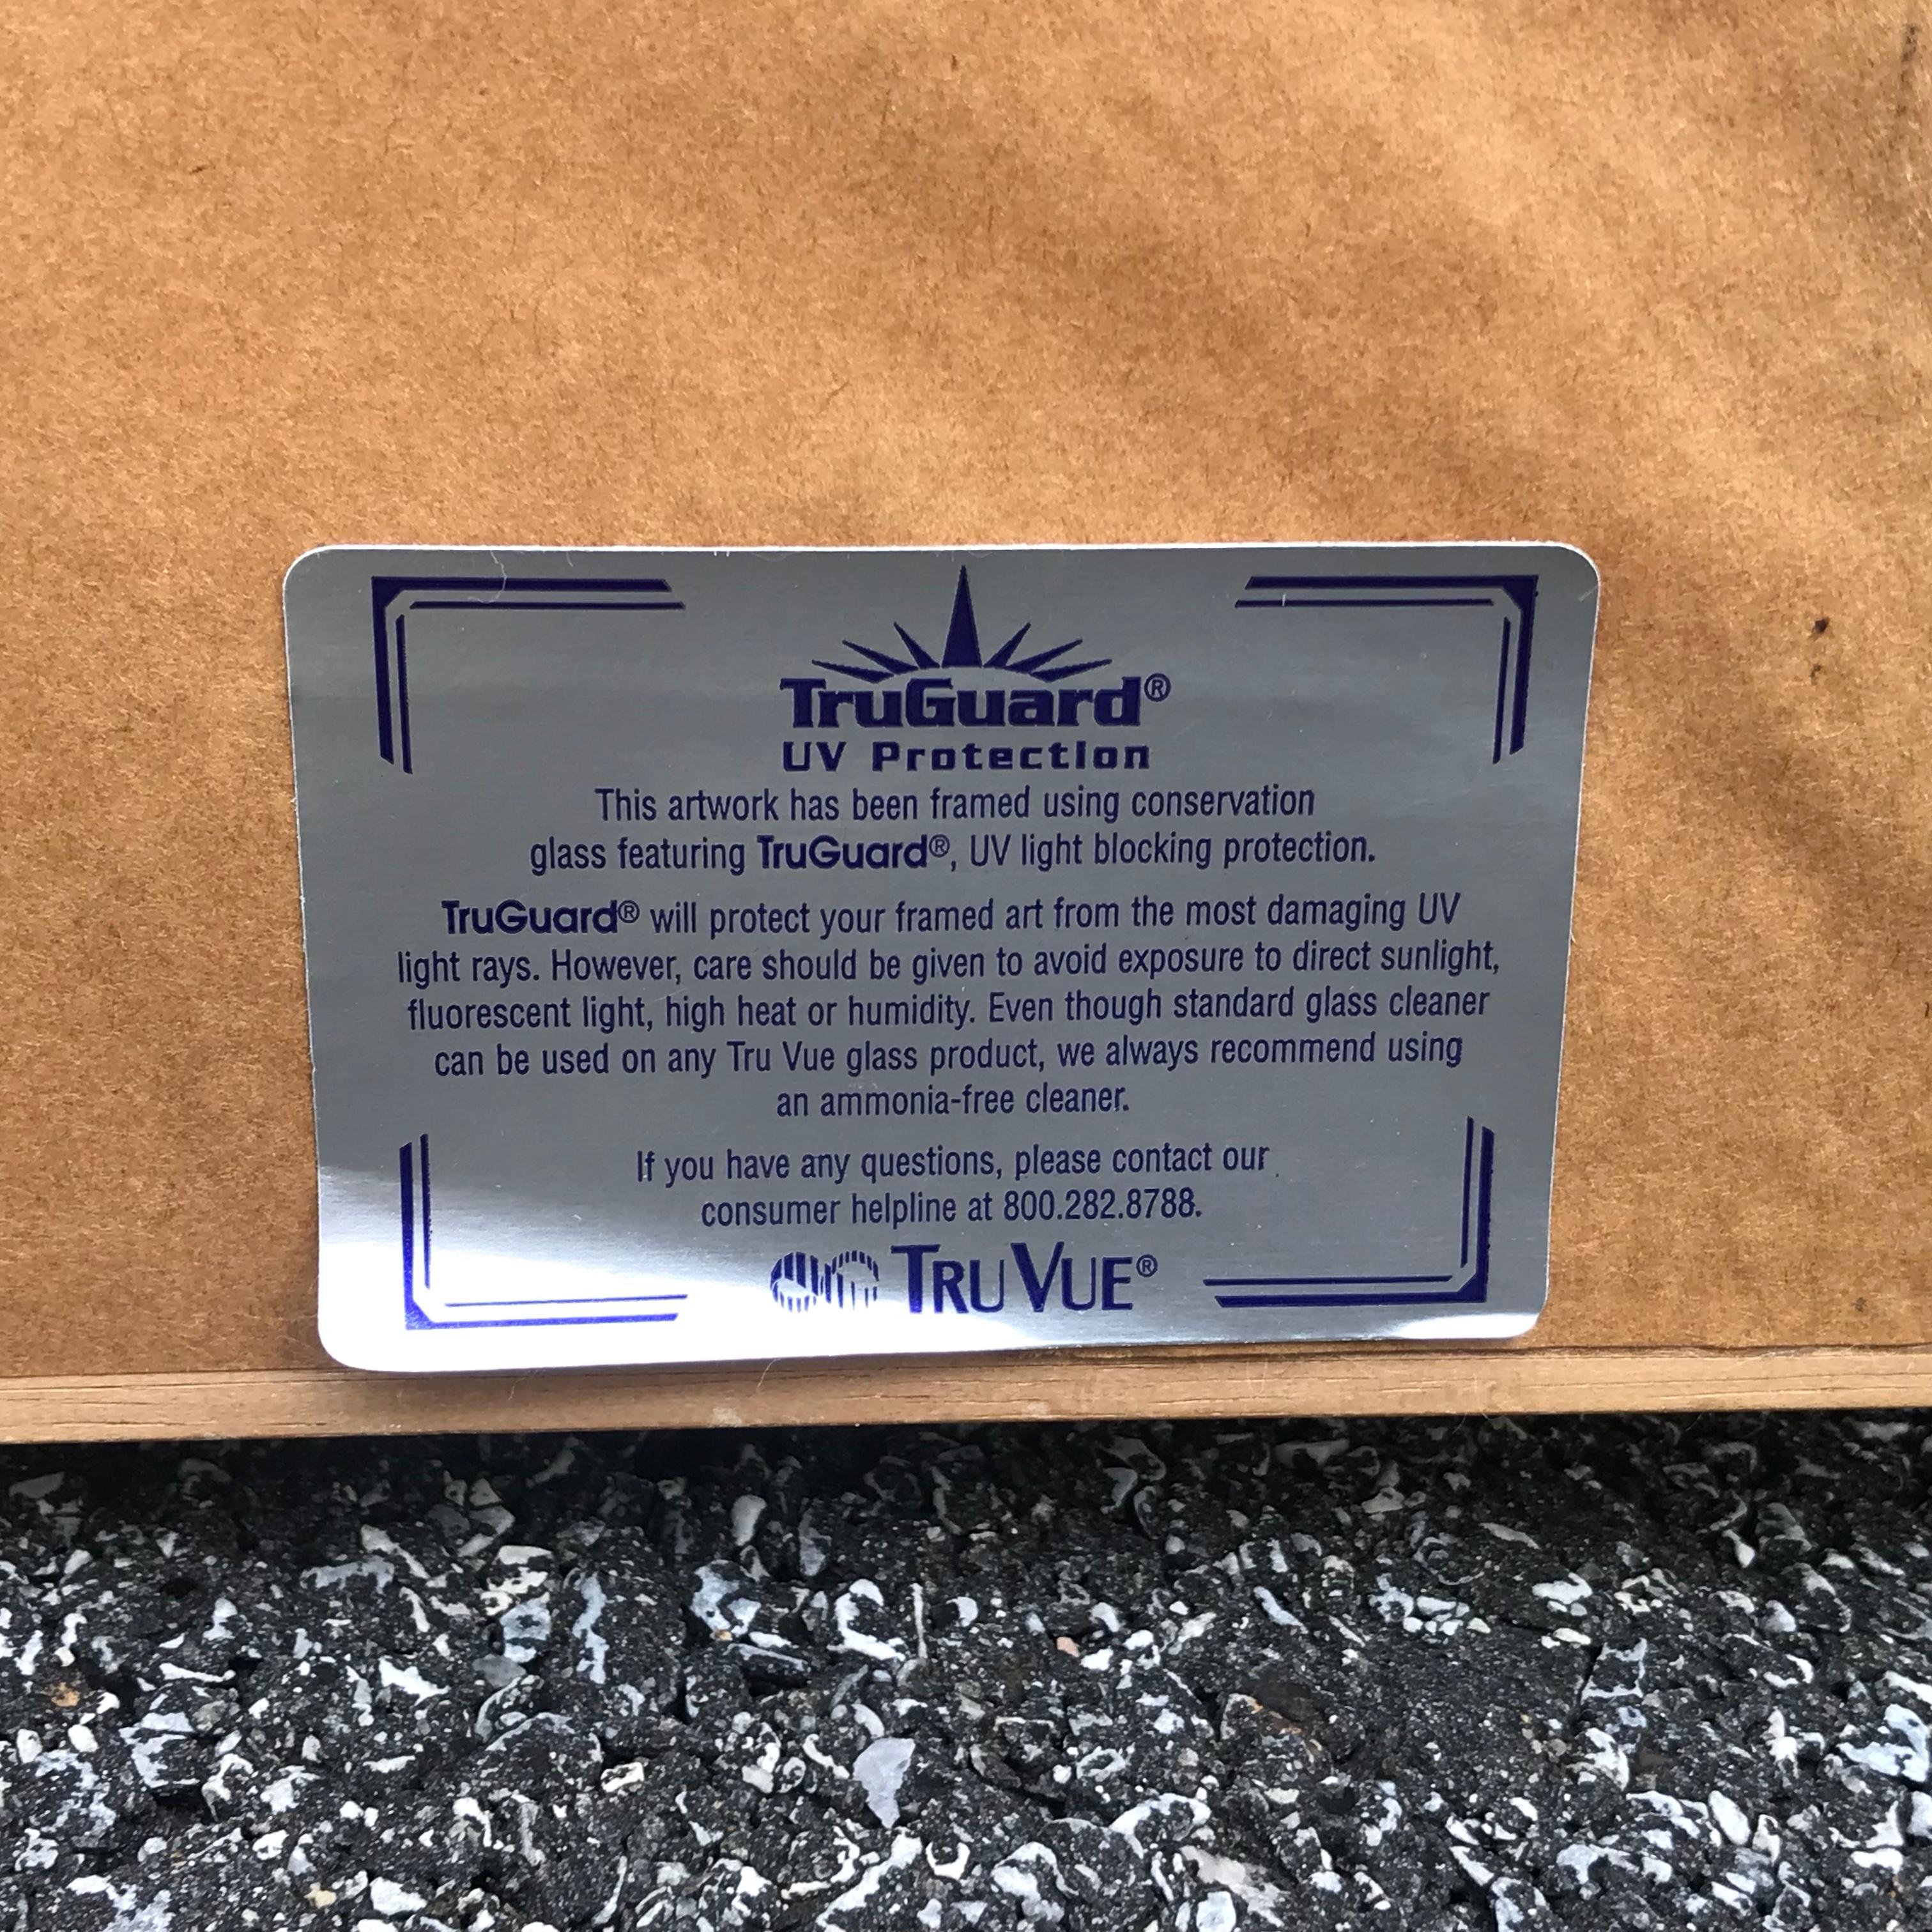 TruGuard®
UV Protection
This artwork has been framed using conservation
glass featuring TruGuard®, UV light blocking protection.
TruGuard® will protect your framed art from the most damaging UV
light rays. However, care should be given to avoid exposure to direct sunlight,
fluorescent light, high heat or humidity. Even though standard glass cleaner
can be used on any Tru Vue glass product, we always recommend using
an ammonia-free cleaner.
If you have any questions, please contact our
consumer helpline at 800.282.8788.
TRU VUE®